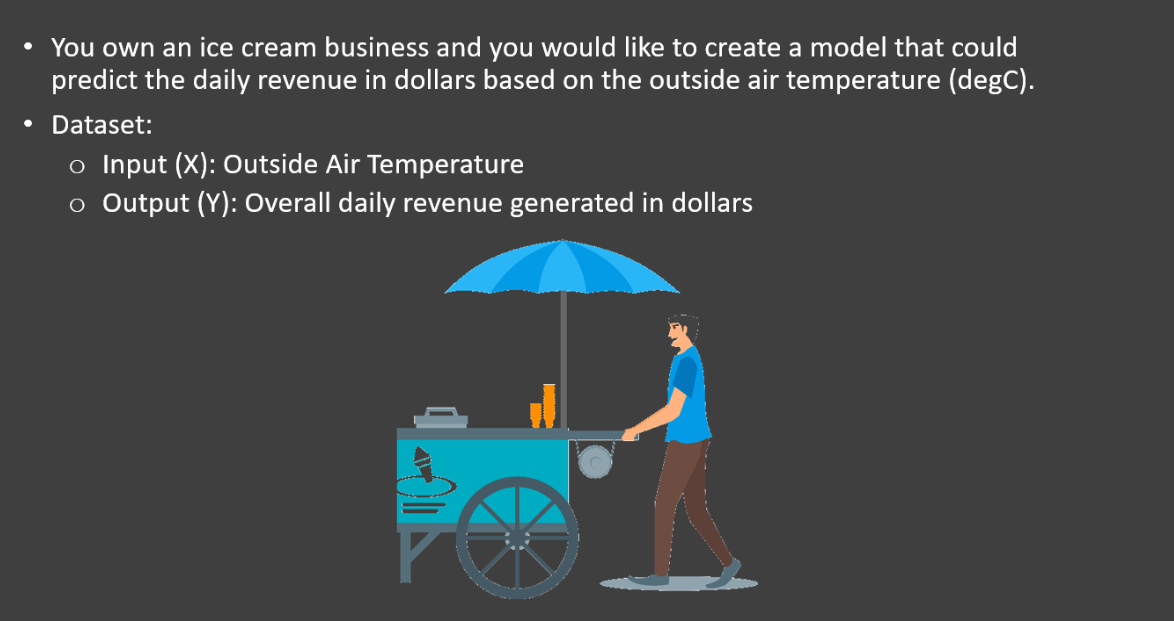 • You own an ice cream business and you would like to create a model that could
predict the daily revenue in dollars based on the outside air temperature (degC).
• Dataset:
o Input (X): Outside Air Temperature
o Output (Y): Overall daily revenue generated in dollars